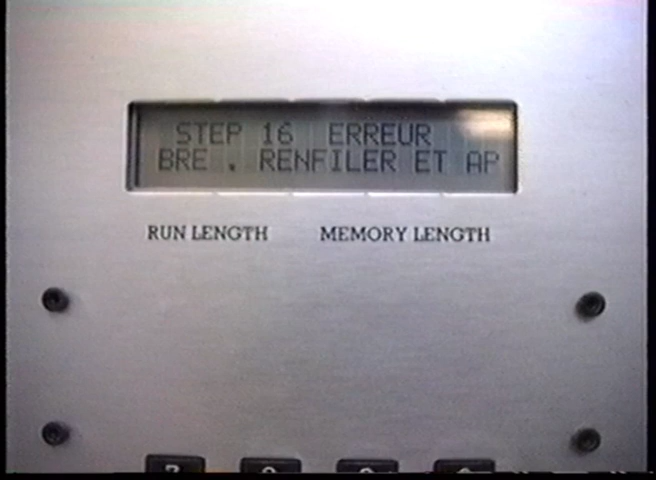 STEP 16 ERREUR
BRE . RENFILER ET AP
RUN LENGTH MEMORY LENGTH